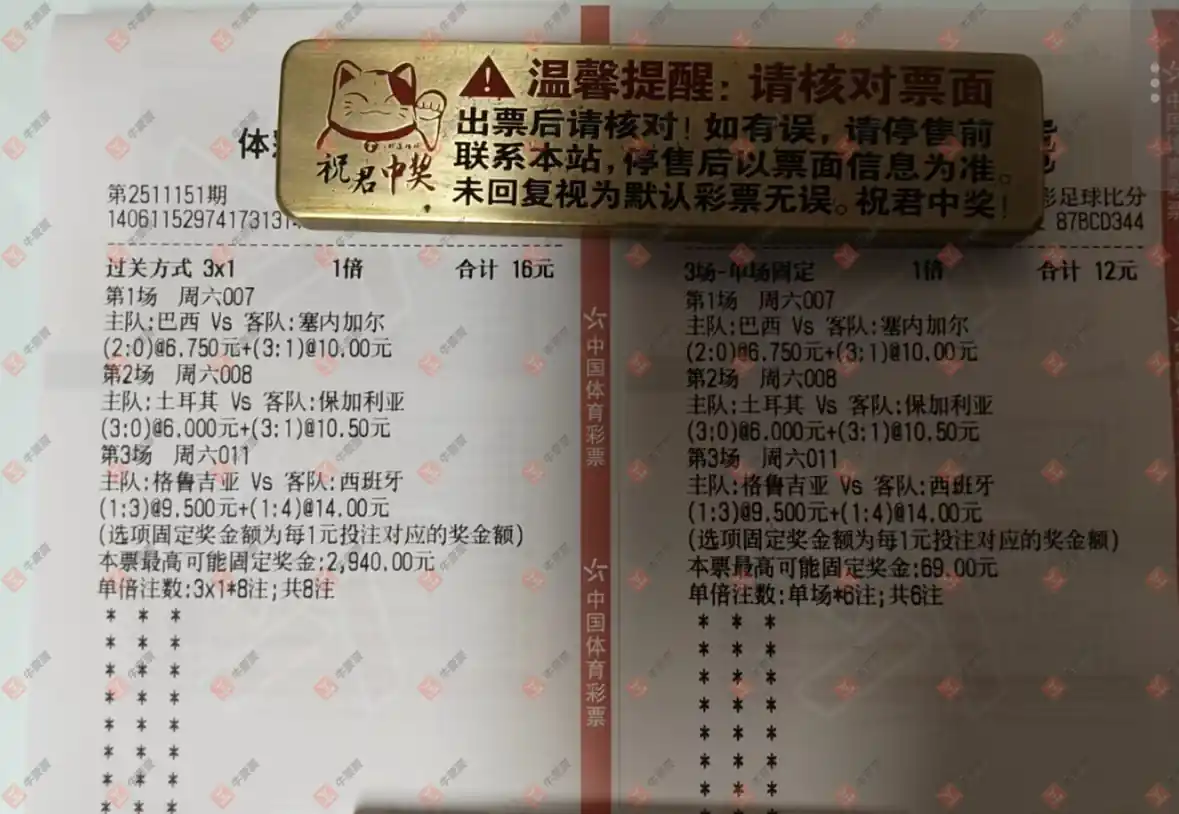 温馨提醒：请核对票面
出票后请核对！如有误，请停售前
联系本站，停售后以票面信息为准。
未回复视为默认彩票无误。祝君中奖！
祝君中奖
体彩
第2511151期
140611529741731314
过关方式 3x1 1倍 合计 16元
第1场 周六007
主队:巴西 Vs 客队:塞内加尔
(2:0)@6.750元+(3:1)@10.00元
第2场 周六008
主队:土耳其 Vs 客队:保加利亚
(3:0)@6.000元+(3:1)@10.50元
第3场 周六011
主队:格鲁吉亚 Vs 客队:西班牙
(1:3)@9.500元+(1:4)@14.00元
(选项固定奖金额为每1元投注对应的奖金额)
本票最高可能固定奖金:2,940.00元
单倍注数:3x1*8注;共8注
* * *
* * *
* * *
* * *
* * *
* * *
* * *
* * *
中国体育彩票
中国体育彩票
足球比分
87BCD344
3场-单场固定 1倍 合计 12元
第1场 周六007
主队:巴西 Vs 客队:塞内加尔
(2:0)@6.750元+(3:1)@10.00元
第2场 周六008
主队:土耳其 Vs 客队:保加利亚
(3:0)@6.000元+(3:1)@10.50元
第3场 周六011
主队:格鲁吉亚 Vs 客队:西班牙
(1:3)@9.500元+(1:4)@14.00元
(选项固定奖金额为每1元投注对应的奖金额)
本票最高可能固定奖金:69.00元
单倍注数:单场*6注;共6注
* * *
* * *
* * *
* * *
* * *
* * *
* * *
* * *